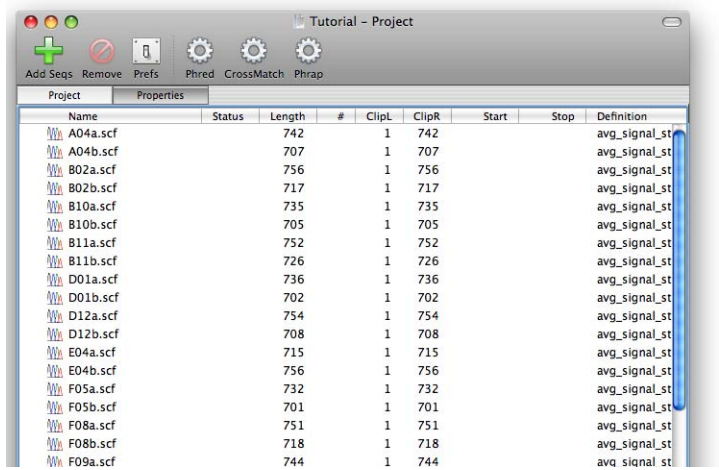 Tutorial – Project
Add Seqs Remove Prefs Phred CrossMatch Phrap
Project Properties
Name Status Length # ClipL ClipR Start Stop Definition
A04a.scf 742 1 742 avg_signal_st
A04b.scf 707 1 707 avg_signal_st
B02a.scf 756 1 756 avg_signal_st
B02b.scf 717 1 717 avg_signal_st
B10a.scf 735 1 735 avg_signal_st
B10b.scf 705 1 705 avg_signal_st
B11a.scf 752 1 752 avg_signal_st
B11b.scf 726 1 726 avg_signal_st
D01a.scf 736 1 736 avg_signal_st
D01b.scf 702 1 702 avg_signal_st
D12a.scf 754 1 754 avg_signal_st
D12b.scf 708 1 708 avg_signal_st
E04a.scf 715 1 715 avg_signal_st
E04b.scf 756 1 756 avg_signal_st
F05a.scf 732 1 732 avg_signal_st
F05b.scf 701 1 701 avg_signal_st
F08a.scf 751 1 751 avg_signal_st
F08b.scf 718 1 718 avg_signal_st
F09a.scf 744 1 744 avg_signal_st